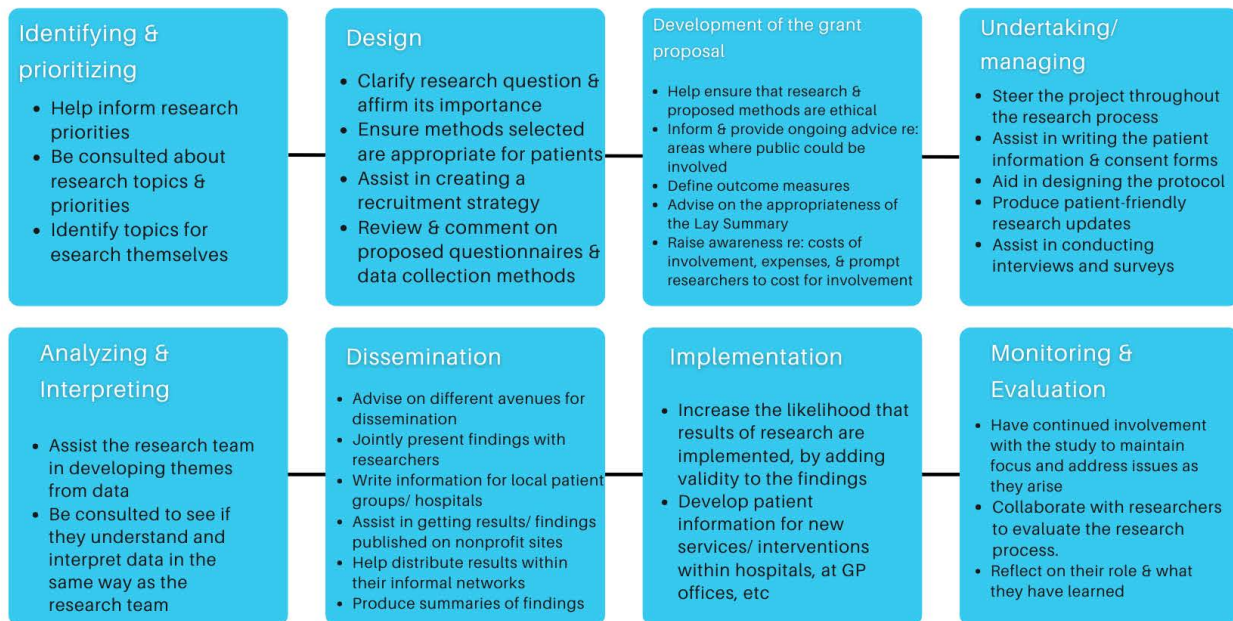 Identifying &
prioritizing
• Help inform research
priorities
• Be consulted about
research topics &
priorities
• Identify topics for
esearch themselves
Design
• Clarify research question &
affirm its importance
• Ensure methods selected
are appropriate for patients
• Assist in creating a
recruitment strategy
• Review & comment on
proposed questionnaires &
data collection methods
Development of the grant
proposal
• Help ensure that research &
proposed methods are ethical
• Inform & provide ongoing advice re:
areas where public could be
involved
• Define outcome measures
• Advise on the appropriateness of
the Lay Summary
• Raise awareness re: costs of
involvement, expenses, & prompt
researchers to cost for involvement
Undertaking/
managing
• Steer the project throughout
the research process
• Assist in writing the patient
information & consent forms
• Aid in designing the protocol
• Produce patient-friendly
research updates
• Assist in conducting
interviews and surveys
Analyzing &
Interpreting
• Assist the research team
in developing themes
from data
• Be consulted to see if
they understand and
interpret data in the
same way as the
research team
Dissemination
• Advise on different avenues for
dissemination
• Jointly present findings with
researchers
• Write information for local patient
groups/ hospitals
• Assist in getting results/ findings
published on nonprofit sites
• Help distribute results within
their informal networks
• Produce summaries of findings
Implementation
• Increase the likelihood that
results of research are
implemented, by adding
validity to the findings
• Develop patient
information for new
services/ interventions
within hospitals, at GP
offices, etc
Monitoring &
Evaluation
• Have continued involvement
with the study to maintain
focus and address issues as
they arise
• Collaborate with researchers
to evaluate the research
process.
• Reflect on their role & what
they have learned